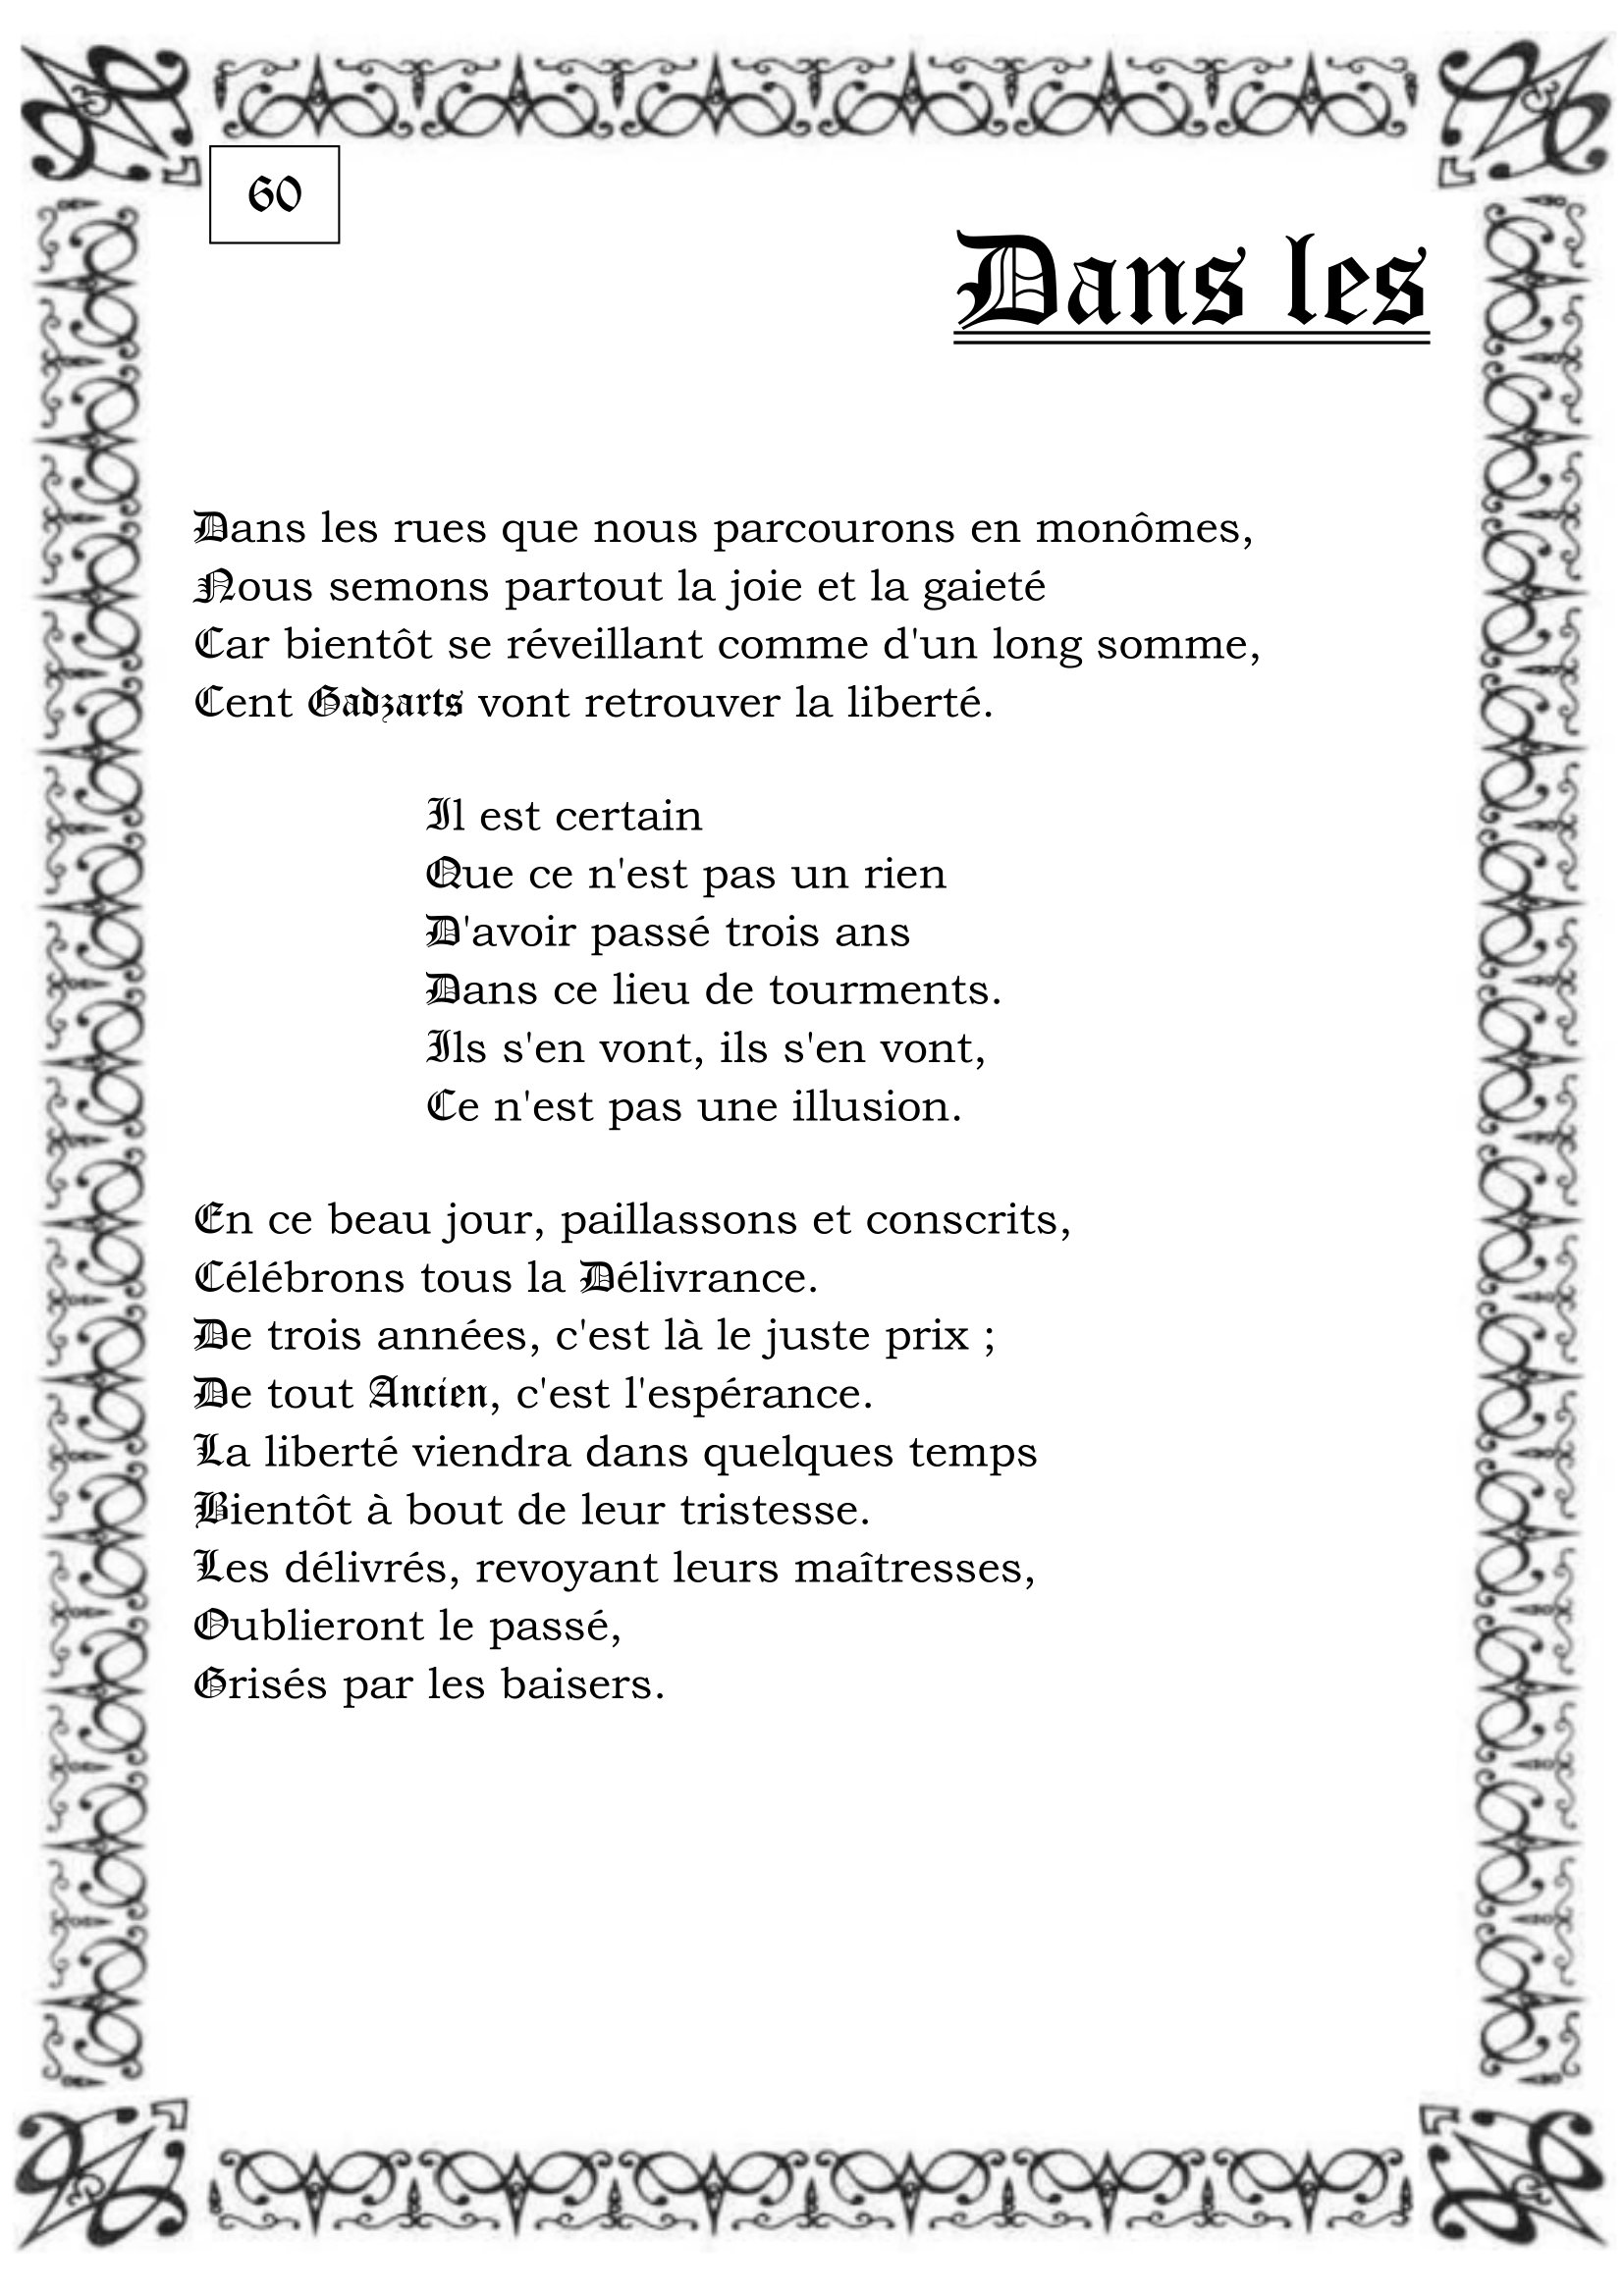 60
Dans les
Dans les rues que nous parcourons en monômes,
Nous semons partout la joie et la gaieté
Car bientôt se réveillant comme d'un long somme,
Cent Gadzarts vont retrouver la liberté.
Il est certain
Que ce n'est pas un rien
D'avoir passé trois ans
Dans ce lieu de tourments.
Ils s'en vont, ils s'en vont,
Ce n'est pas une illusion.
En ce beau jour, paillassons et conscrits,
Célébrons tous la Délivrance.
De trois années, c'est là le juste prix ;
De tout Ancien, c'est l'espérance.
La liberté viendra dans quelques temps
Bientôt à bout de leur tristesse.
Les délivrés, revoyant leurs maîtresses,
Oublieront le passé,
Grisés par les baisers.